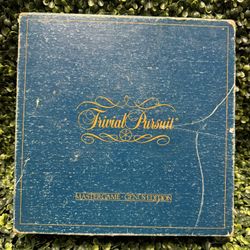 Trivial Pursuit
MASTER GAME - GENUS EDITION